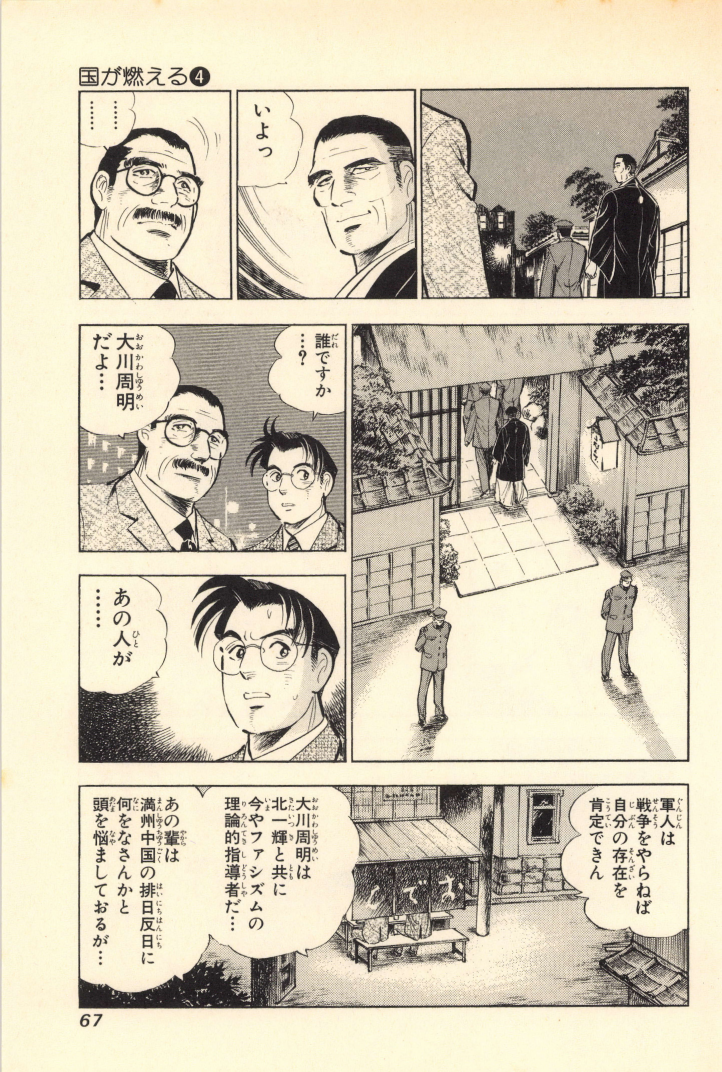 国が燃える❹
いよっ
………
………
誰ですか
…?
大川周明
だよ…
あの人が
……
軍人は
戦争をやらねば
自分の存在を
肯定できん
おでん
大川周明は
北一輝と共に
今やファシズムの
理論的指導者だ…
あの輩は
満州中国の排日反日に
何をなさんかと
頭を悩ましておるが…
67